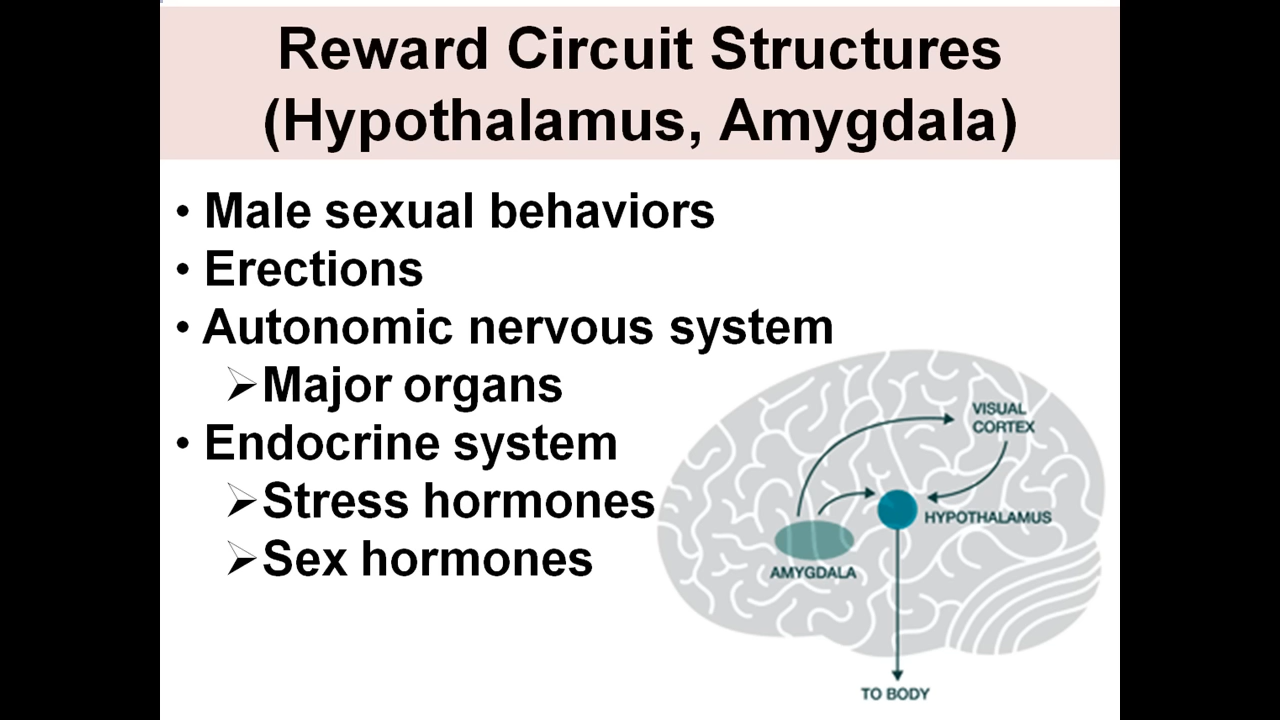 Reward Circuit Structures
(Hypothalamus, Amygdala)
• Male sexual behaviors
• Erections
• Autonomic nervous system
➢Major organs
• Endocrine system
➢Stress hormones
➢Sex hormones
VISUAL
CORTEX
HYPOTHALAMUS
AMYGDALA
TO BODY